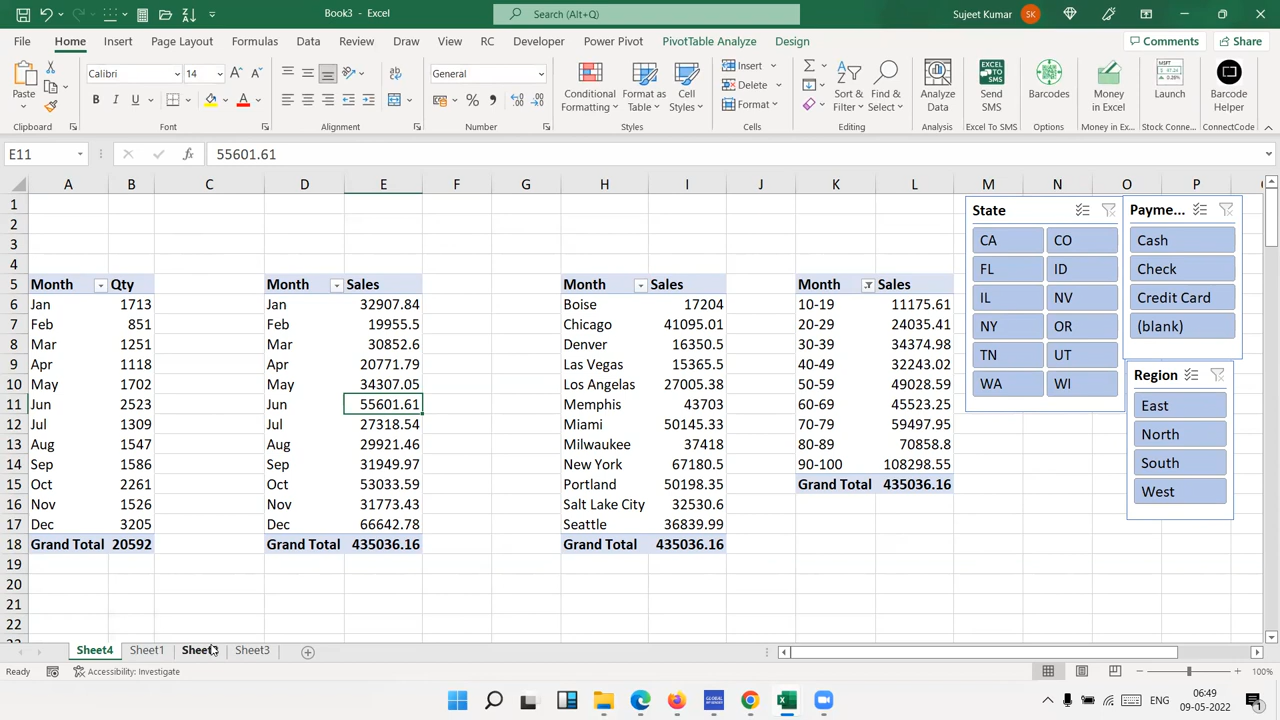 Book3 - Excel
Search (Alt+Q)
Sujeet Kumar
SK
File Home Insert Page Layout Formulas Data Review View Draw RC Developer Power Pivot PivotTable Analyze Design
Comments
Share
Paste
Calibri 14
General
Conditional Formatting
Format as Table
Cell Styles
Insert
Delete
Format
Sort & Filter
Find & Select
Analyze Data
Send SMS
Barcodes
Money in Excel
Launch
Barcode Helper
Clipboard Font Alignment Number Styles Cells Editing Analysis Excel To SMS Options Money in Ex... Stock Connec... ConnectCode
E11 fx 55601.61
A B C D E F G H I J K L M N O P
1
2
3
4
5 Month Qty Month Sales Month Sales Month Sales
6 Jan 1713 Jan 32907.84 Boise 17204 10-19 11175.61
7 Feb 851 Feb 19955.5 Chicago 41095.01 20-29 24035.41
8 Mar 1251 Mar 30852.6 Denver 16350.5 30-39 34374.98
9 Apr 1118 Apr 20771.79 Las Vegas 15365.5 40-49 32243.02
10 May 1702 May 34307.05 Los Angelas 27005.38 50-59 49028.59
11 Jun 2523 Jun 55601.61 Memphis 43703 60-69 45523.25
12 Jul 1309 Jul 27318.54 Miami 50145.33 70-79 59497.95
13 Aug 1547 Aug 29921.46 Milwaukee 37418 80-89 70858.8
14 Sep 1586 Sep 31949.97 New York 67180.5 90-100 108298.55
15 Oct 2261 Oct 53033.59 Portland 50198.35 Grand Total 435036.16
16 Nov 1526 Nov 31773.43 Salt Lake City 32530.6
17 Dec 3205 Dec 66642.78 Seattle 36839.99
18 Grand Total 20592 Grand Total 435036.16 Grand Total 435036.16
19
20
21
22
State
CA CO
FL ID
IL NV
NY OR
TN UT
WA WI
Payme...
Cash
Check
Credit Card
(blank)
Region
East
North
South
West
Sheet4 Sheet1 Sheet Sheet3
Ready Accessibility: Investigate 100%
ENG
06:49
09-05-2022